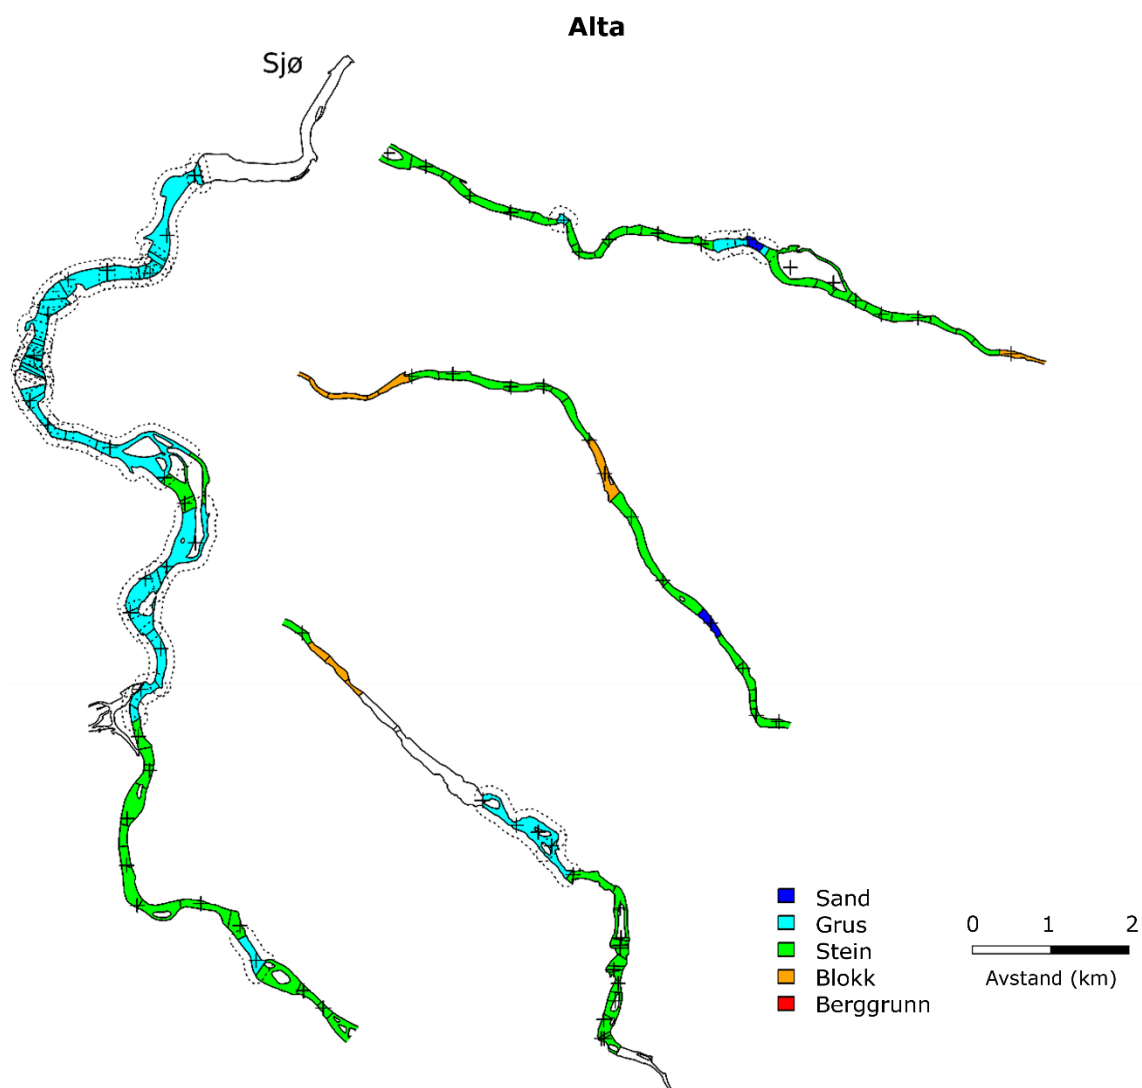 Alta
Sjø
Sand
Grus
Stein
Blokk
Berggrunn
0 1 2
Avstand (km)